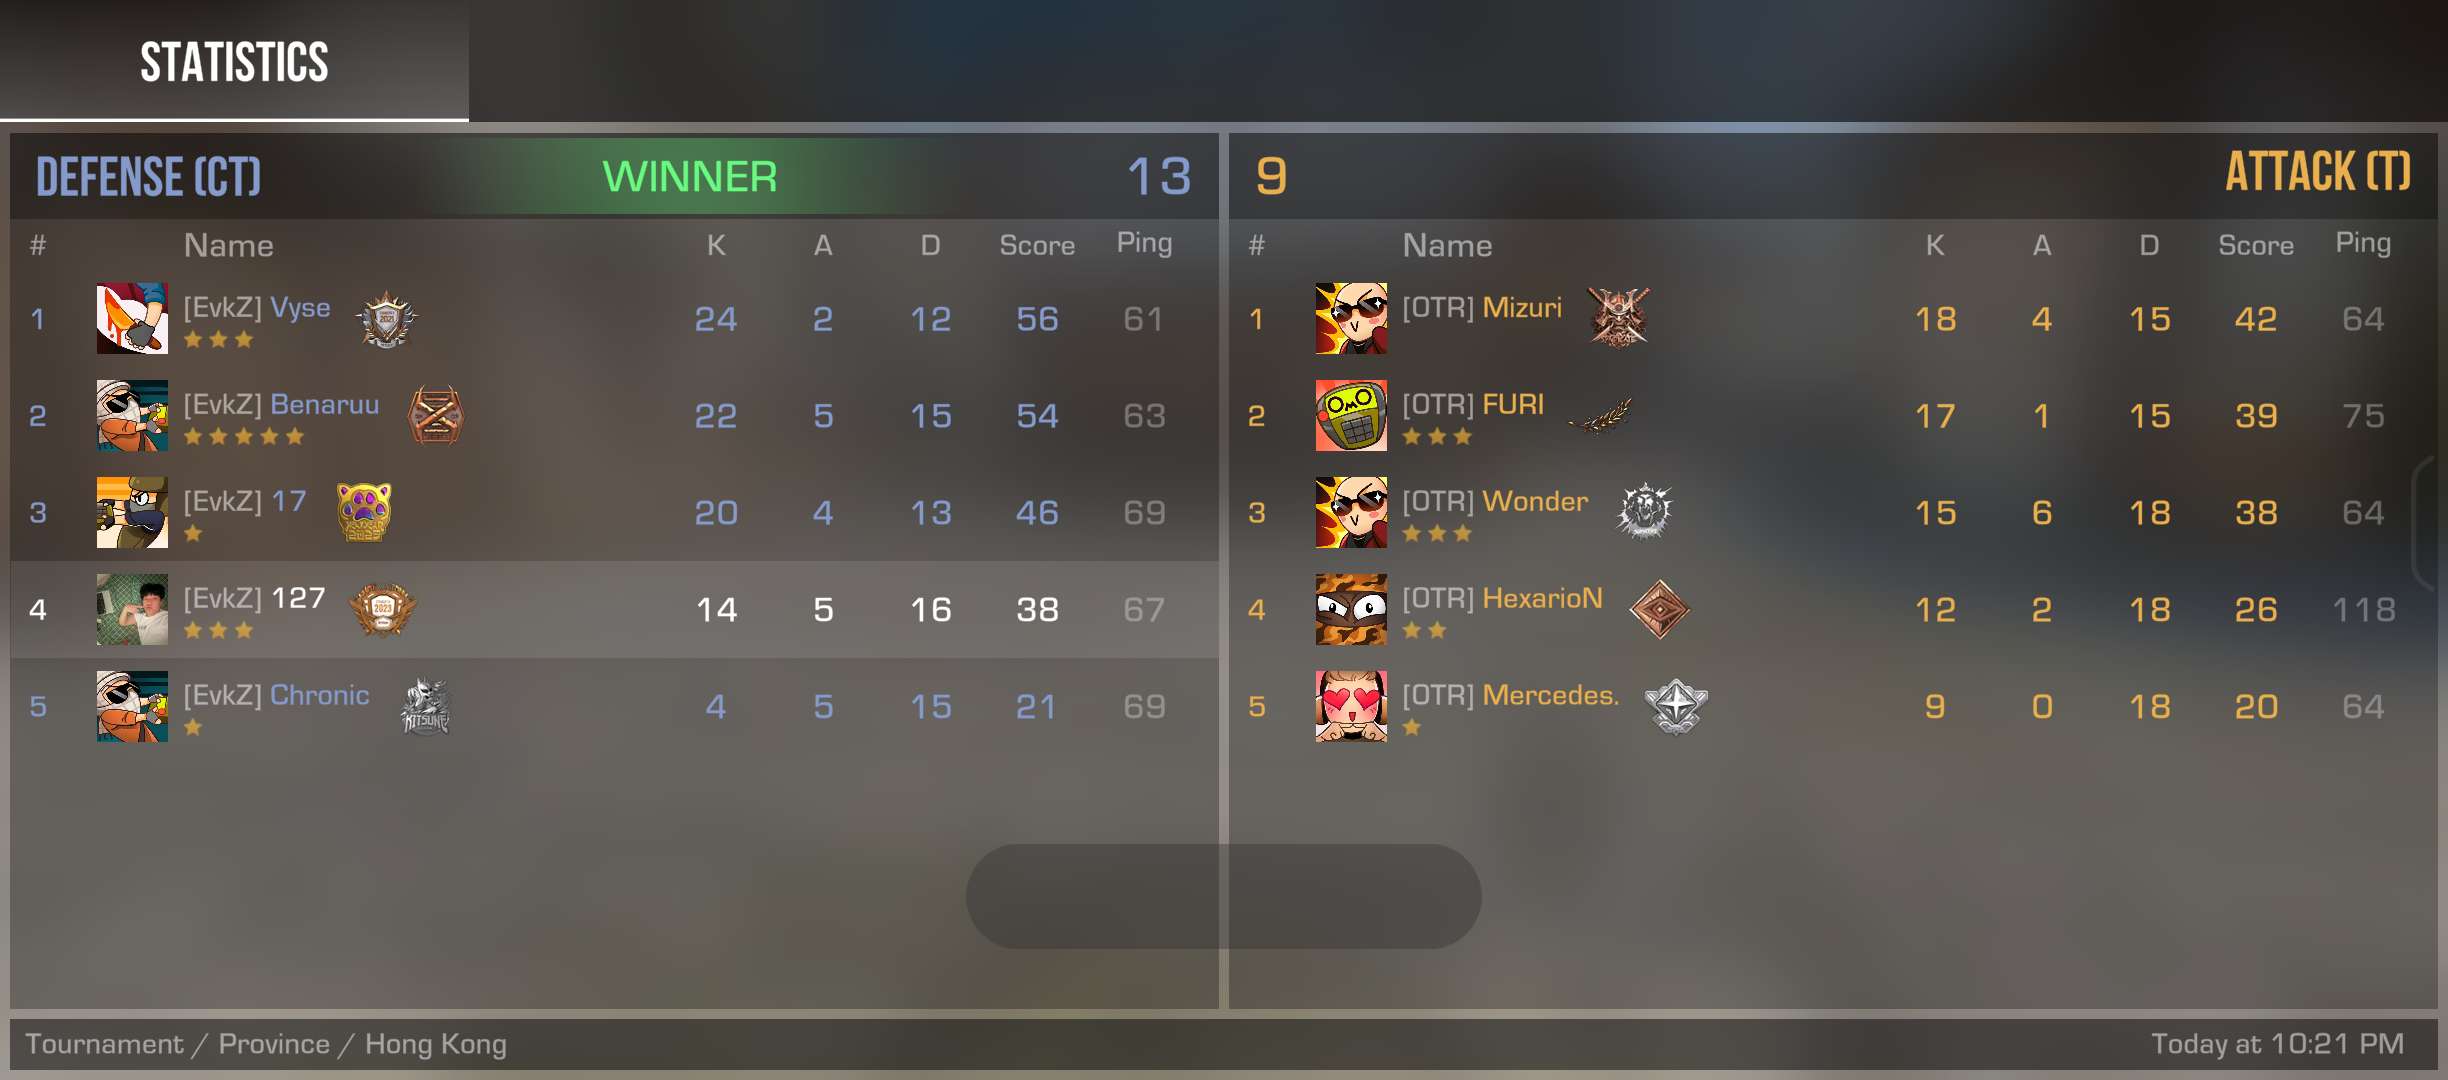 STATISTICS
DEFENSE (CT) WINNER 13
# Name K A D Score Ping
1 [EvkZ] Vyse 24 2 12 56 61
2021
2 [EvkZ] Benaruu 22 5 15 54 63
3 [EvkZ] 17 20 4 13 46 69
2023
4 [EvkZ] 127 14 5 16 38 67
2023
5 [EvkZ] Chronic 4 5 15 21 69
KITSUNE
9 ATTACK (T)
# Name K A D Score Ping
1 [OTR] Mizuri 18 4 15 42 64
2 [OTR] FURI 17 1 15 39 75
3 [OTR] Wonder 15 6 18 38 64
4 [OTR] HexarioN 12 2 18 26 118
5 [OTR] Mercedes. 9 0 18 20 64
Tournament / Province / Hong Kong
Today at 10:21 PM